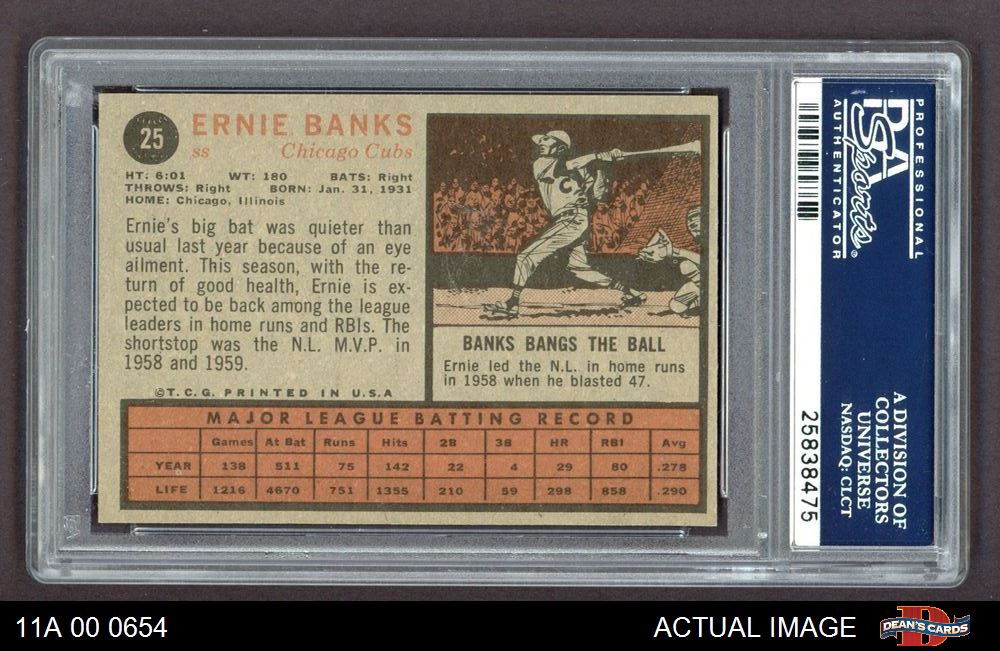 25
ERNIE BANKS
ss Chicago Cubs
HT: 6:01 WT: 180 BATS: Right
THROWS: Right BORN: Jan. 31, 1931
HOME: Chicago, Illinois
Ernie's big bat was quieter than
usual last year because of an eye
ailment. This season, with the re-
turn of good health, Ernie is ex-
pected to be back among the league
leaders in home runs and RBIs. The
shortstop was the N.L. M.V.P. in
1958 and 1959.
©T.C.G. PRINTED IN U.S.A
C
BANKS BANGS THE BALL
Ernie led the N.L. in home runs
in 1958 when he blasted 47.
MAJOR LEAGUE BATTING RECORD
Games At Bat Runs Hits 2B 3B HR RBI Avg
YEAR 138 511 75 142 22 4 29 80 .278
LIFE 1216 4670 751 1355 210 59 298 858 .290
PROFESSIONAL
PSA
Sports
AUTHENTICATOR
®
A DIVISION OF
COLLECTORS
UNIVERSE
NASDAQ: CLCT
25838475
11A 00 0654
ACTUAL IMAGE
D
DEAN'S CARDS